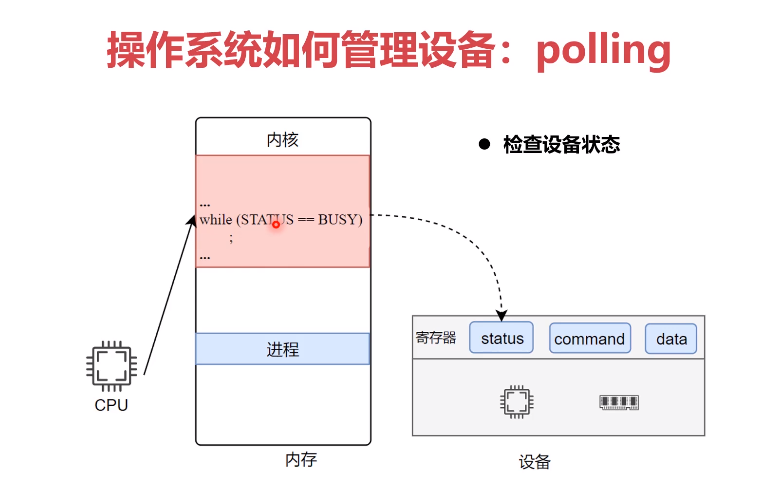 操作系统如何管理设备：polling
内核
● 检查设备状态
...
while (STATUS == BUSY)
;
...
寄存器 status command data
进程
CPU
内存
设备